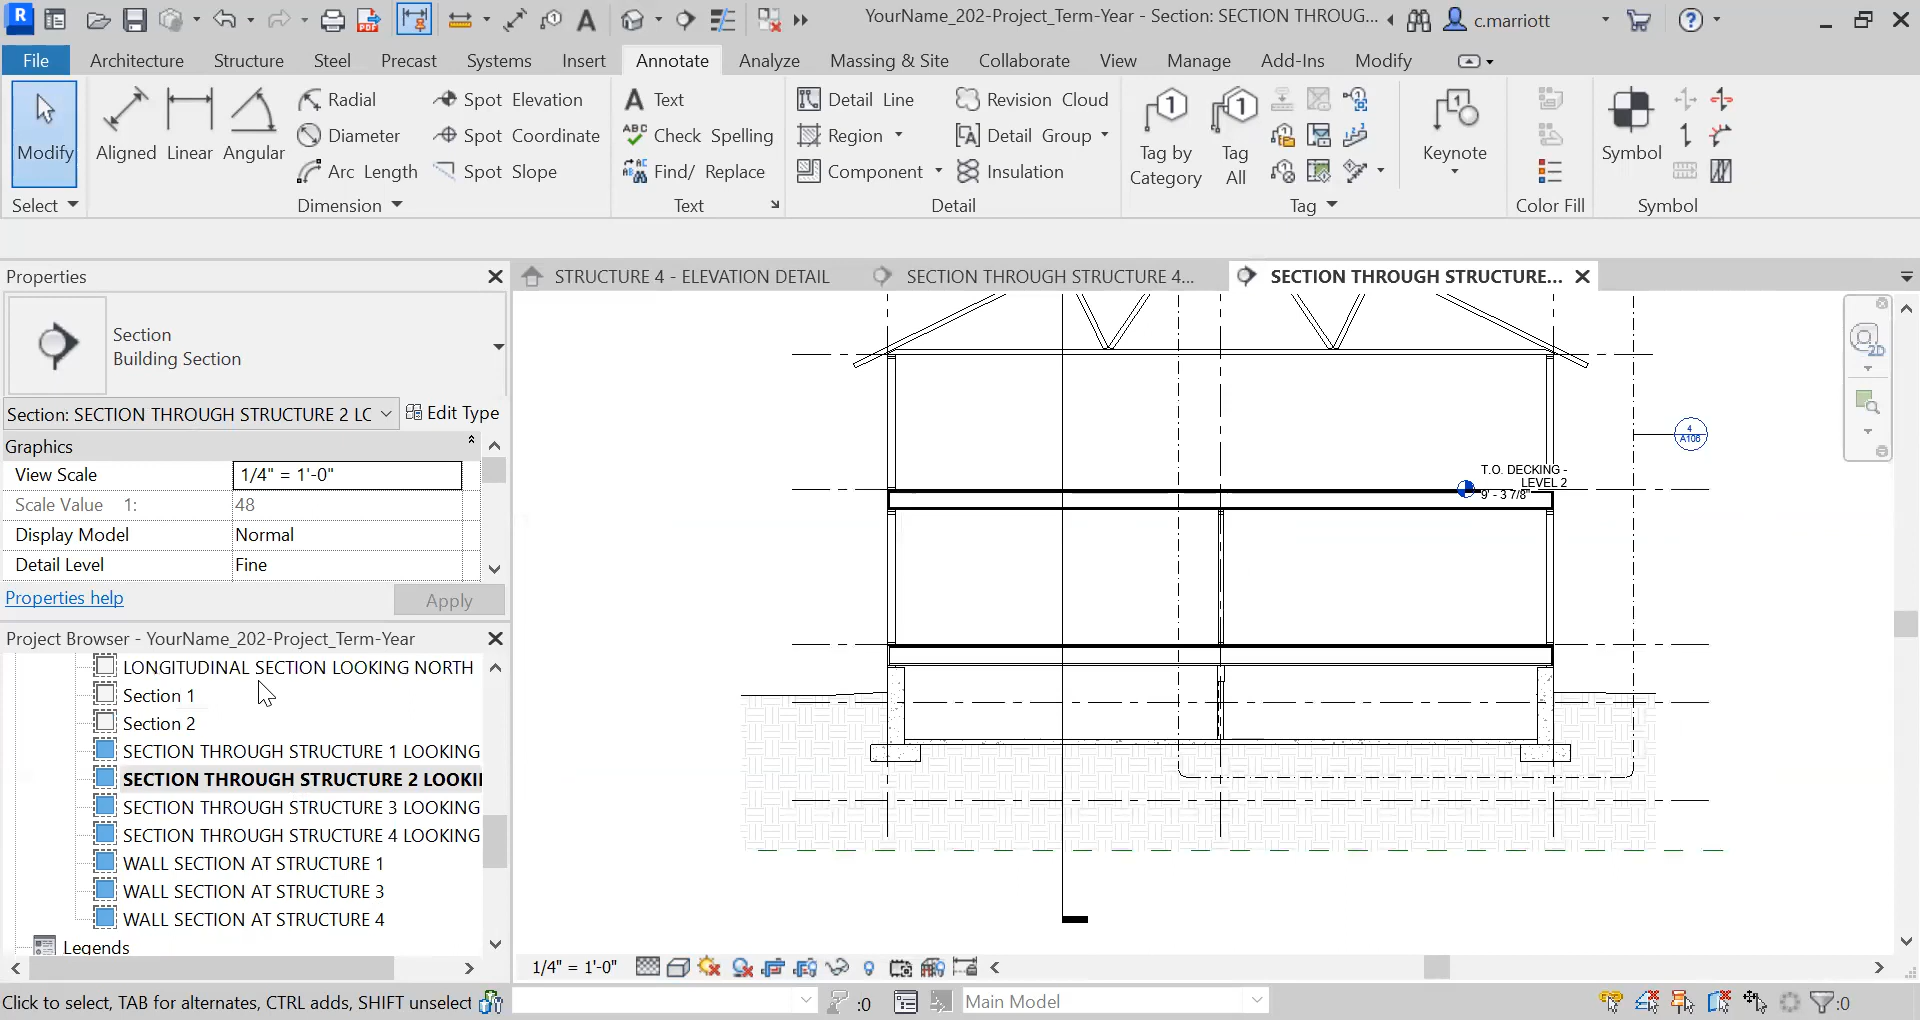 YourName_202-Project_Term-Year - Section: SECTION THROUG...
c.marriott
File Architecture Structure Steel Precast Systems Insert Annotate Analyze Massing & Site Collaborate View Manage Add-Ins Modify
Modify
Select
Aligned Linear Angular
Radial
Diameter
Arc Length
Spot Elevation
Spot Coordinate
Spot Slope
Dimension
Text
Check Spelling
Find/ Replace
Text
Detail Line
Region
Component
Revision Cloud
Detail Group
Insulation
Detail
Tag by
Category
Tag
All
Tag
Keynote
Color Fill
Symbol
Symbol
Properties
Section
Building Section
Section: SECTION THROUGH STRUCTURE 2 LC
Edit Type
Graphics
View Scale 1/4" = 1'-0"
Scale Value 1: 48
Display Model Normal
Detail Level Fine
Properties help
Apply
Project Browser - YourName_202-Project_Term-Year
LONGITUDINAL SECTION LOOKING NORTH
Section 1
Section 2
SECTION THROUGH STRUCTURE 1 LOOKING
SECTION THROUGH STRUCTURE 2 LOOKI
SECTION THROUGH STRUCTURE 3 LOOKING
SECTION THROUGH STRUCTURE 4 LOOKING
WALL SECTION AT STRUCTURE 1
WALL SECTION AT STRUCTURE 3
WALL SECTION AT STRUCTURE 4
Legends
STRUCTURE 4 - ELEVATION DETAIL
SECTION THROUGH STRUCTURE 4...
SECTION THROUGH STRUCTURE...
4
A106
T.O. DECKING -
LEVEL 2
9' - 3 7/8"
2D
1/4" = 1'-0"
Click to select, TAB for alternates, CTRL adds, SHIFT unselect
:0
Main Model
:0